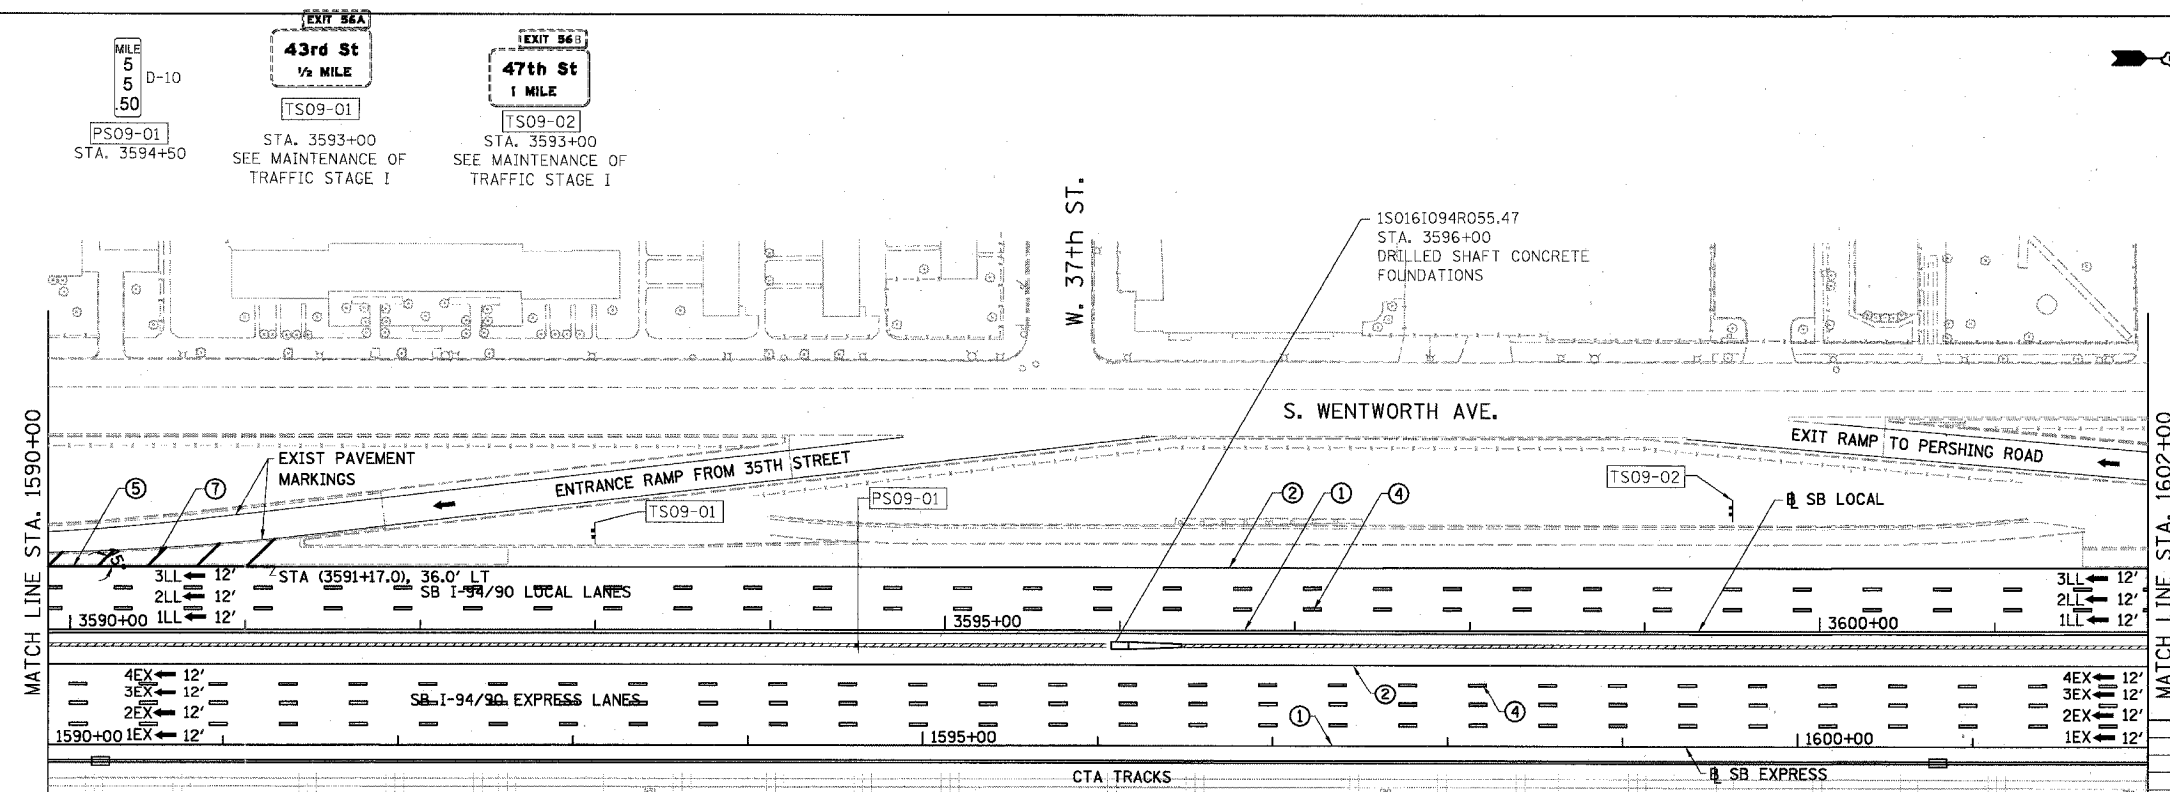 EXIT 56A
43rd St
1/2 MILE
TS09-01
STA. 3593+00
SEE MAINTENANCE OF
TRAFFIC STAGE I
MILE
5
5
.50
D-10
PS09-01
STA. 3594+50
EXIT 56B
47th St
1 MILE
TS09-02
STA. 3593+00
SEE MAINTENANCE OF
TRAFFIC STAGE I
W. 37th ST.
1S016I094R055.47
STA. 3596+00
DRILLED SHAFT CONCRETE
FOUNDATIONS
S. WENTWORTH AVE.
MATCH LINE STA. 1590+00
MATCH LINE STA. 1602+00
EXIST PAVEMENT
MARKINGS
ENTRANCE RAMP FROM 35TH STREET
EXIT RAMP TO PERSHING ROAD
5
7
TS09-01
PS09-01
2
1
4
TS09-02
B SB LOCAL
STA (3591+17.0), 36.0' LT
SB I-94/90 LOCAL LANES
3LL 12'
2LL 12'
1LL 12'
3LL 12'
2LL 12'
1LL 12'
3590+00
3595+00
3600+00
4EX 12'
3EX 12'
2EX 12'
1EX 12'
SB I-94/90 EXPRESS LANES
2
4
1
4EX 12'
3EX 12'
2EX 12'
1EX 12'
1590+00
1595+00
1600+00
CTA TRACKS
B SB EXPRESS